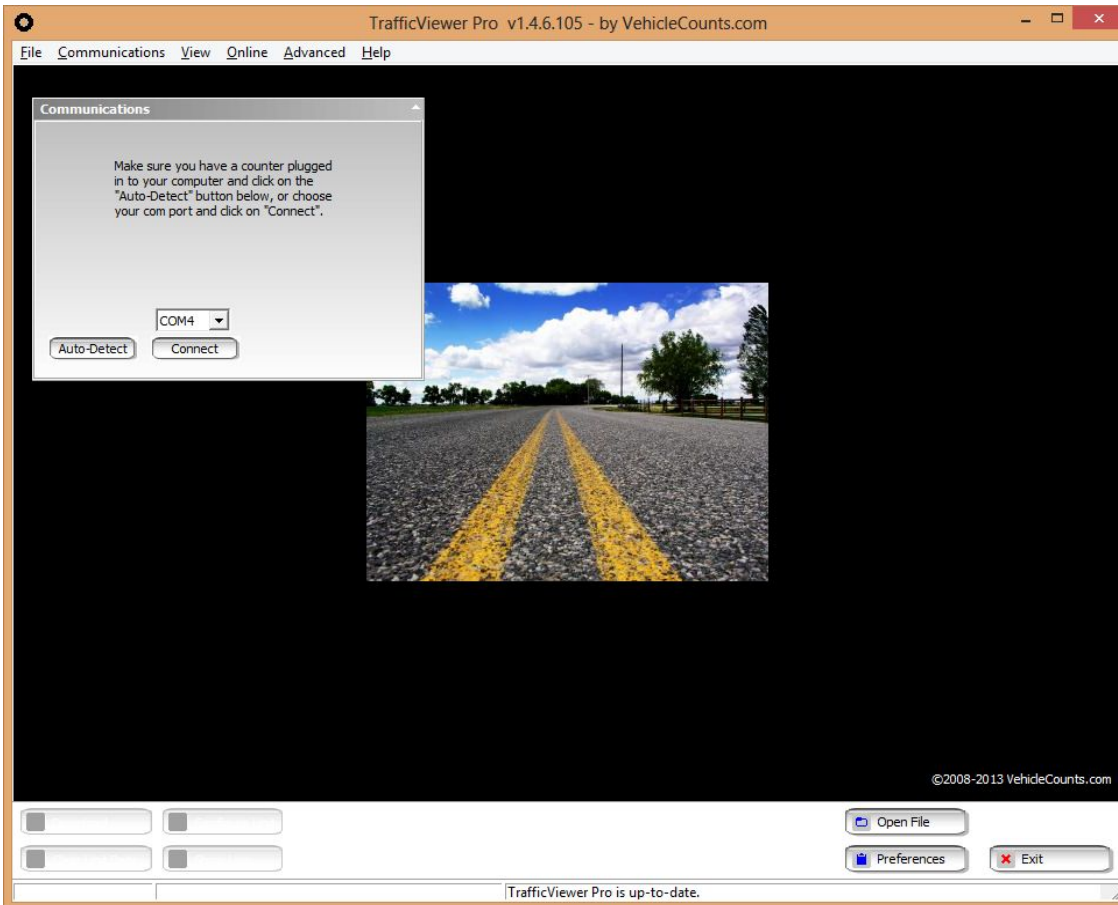 TrafficViewer Pro v1.4.6.105 - by VehicleCounts.com
File Communications View Online Advanced Help
Communications
Make sure you have a counter plugged
in to your computer and click on the
"Auto-Detect" button below, or choose
your com port and click on "Connect".
COM4
Auto-Detect Connect
©2008-2013 VehicleCounts.com
Open File
Preferences Exit
TrafficViewer Pro is up-to-date.